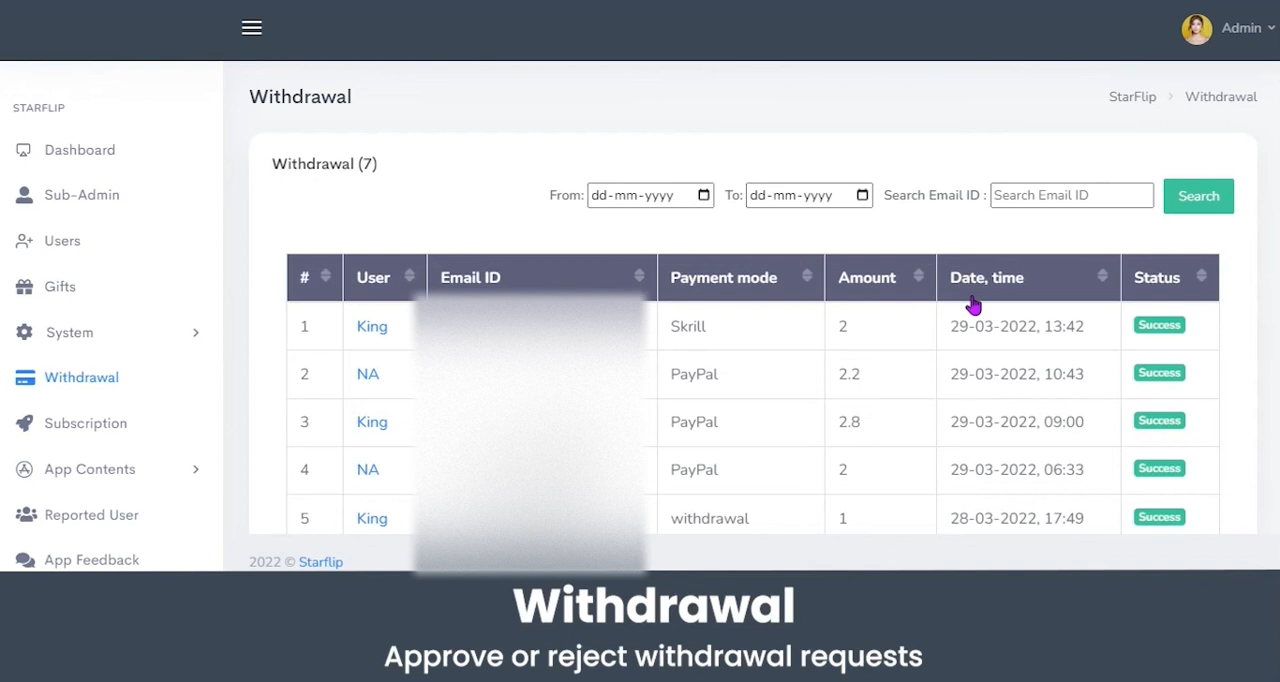 Admin
STARFLIP
Dashboard
Sub-Admin
Users
Gifts
System
Withdrawal
Subscription
App Contents
Reported User
App Feedback
Withdrawal
StarFlip > Withdrawal
Withdrawal (7)
From: dd-mm-yyyy To: dd-mm-yyyy Search Email ID : Search Email ID Search
# User Email ID Payment mode Amount Date, time Status
1 King Skrill 2 29-03-2022, 13:42 Success
2 NA PayPal 2.2 29-03-2022, 10:43 Success
3 King PayPal 2.8 29-03-2022, 09:00 Success
4 NA PayPal 2 29-03-2022, 06:33 Success
5 King withdrawal 1 28-03-2022, 17:49 Success
2022 © Starflip
Withdrawal
Approve or reject withdrawal requests